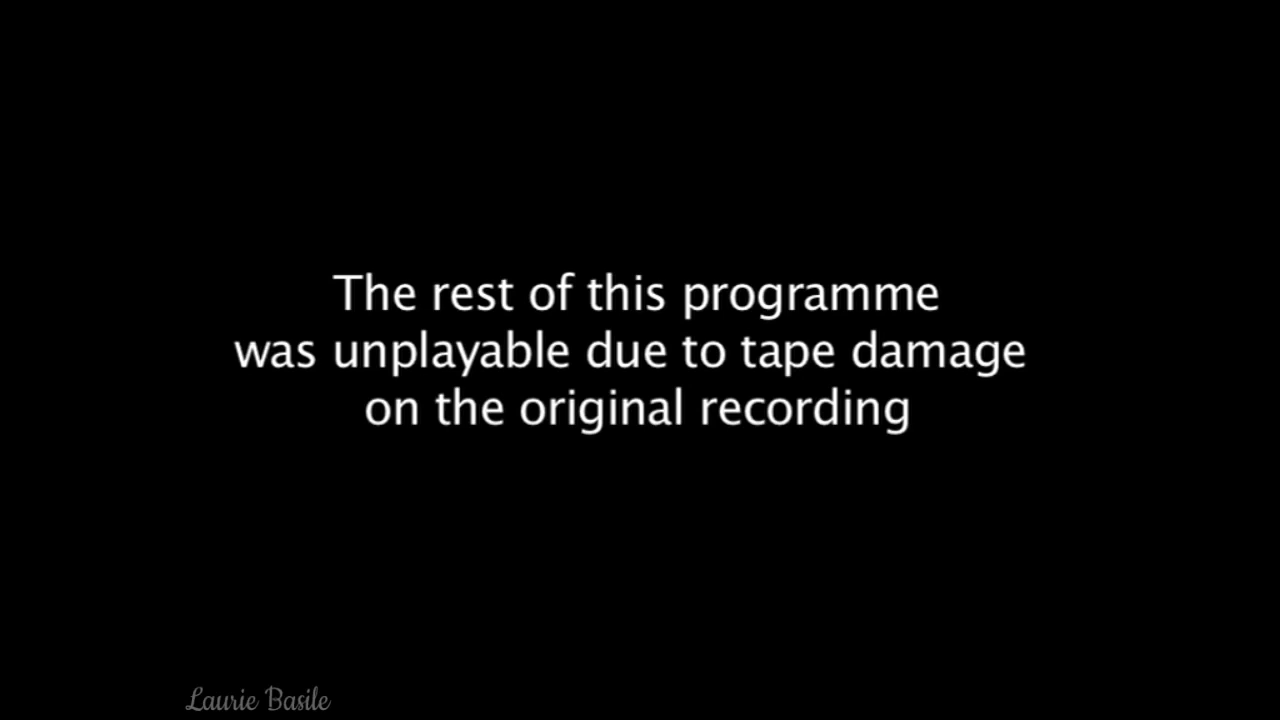 The rest of this programme
was unplayable due to tape damage
on the original recording
Laurie Basile